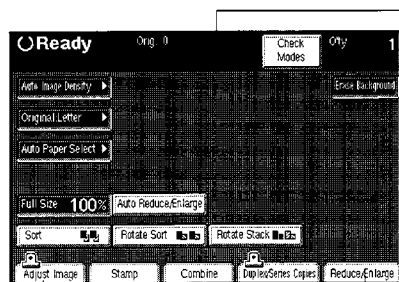 Ready Orig. 0 Check Modes Q'ty 1
Auto Image Density Erase Background
Original:Letter
Auto Paper Select
Full Size 100% Auto Reduce/Enlarge
Sort Rotate Sort Rotate Stack
Adjust Image Stamp Combine Duplex/Series Copies Reduce/Enlarge